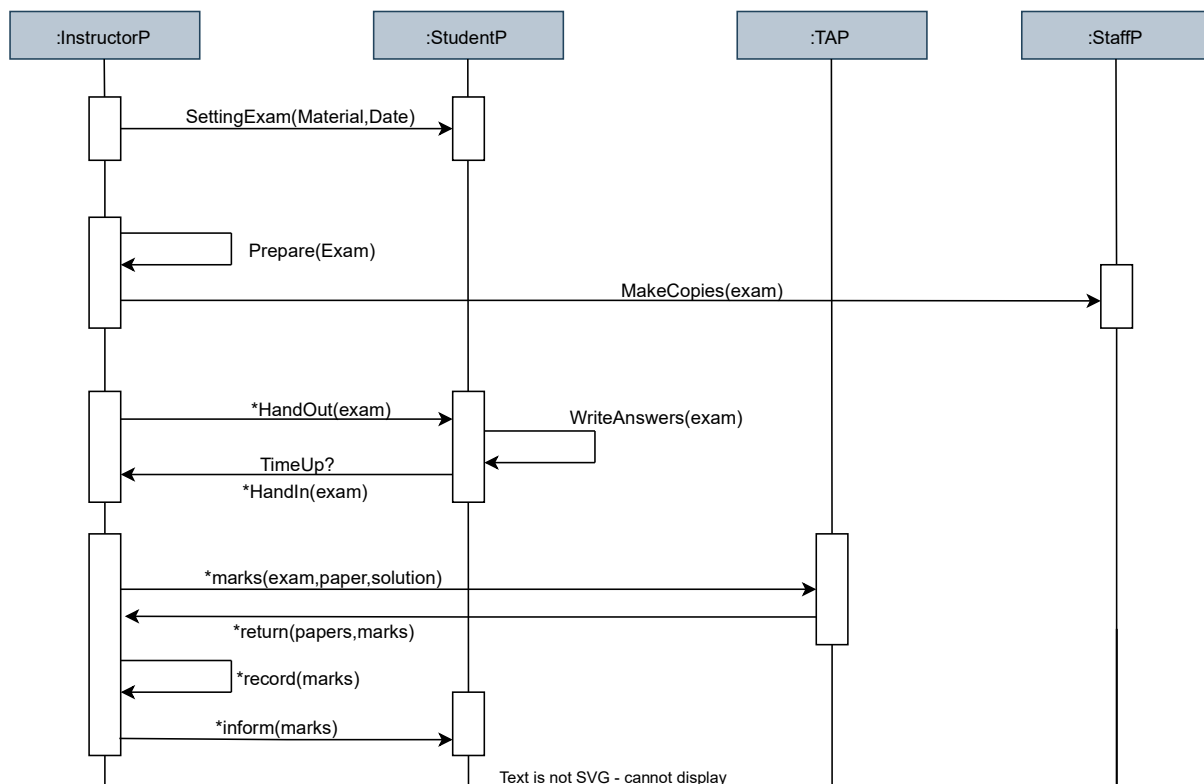 :InstructorP
:StudentP
:TAP
:StaffP
SettingExam(Material,Date)
Prepare(Exam)
MakeCopies(exam)
*HandOut(exam)
WriteAnswers(exam)
TimeUp?
*HandIn(exam)
*marks(exam,paper,solution)
*return(papers,marks)
*record(marks)
*inform(marks)
Text is not SVG - cannot display